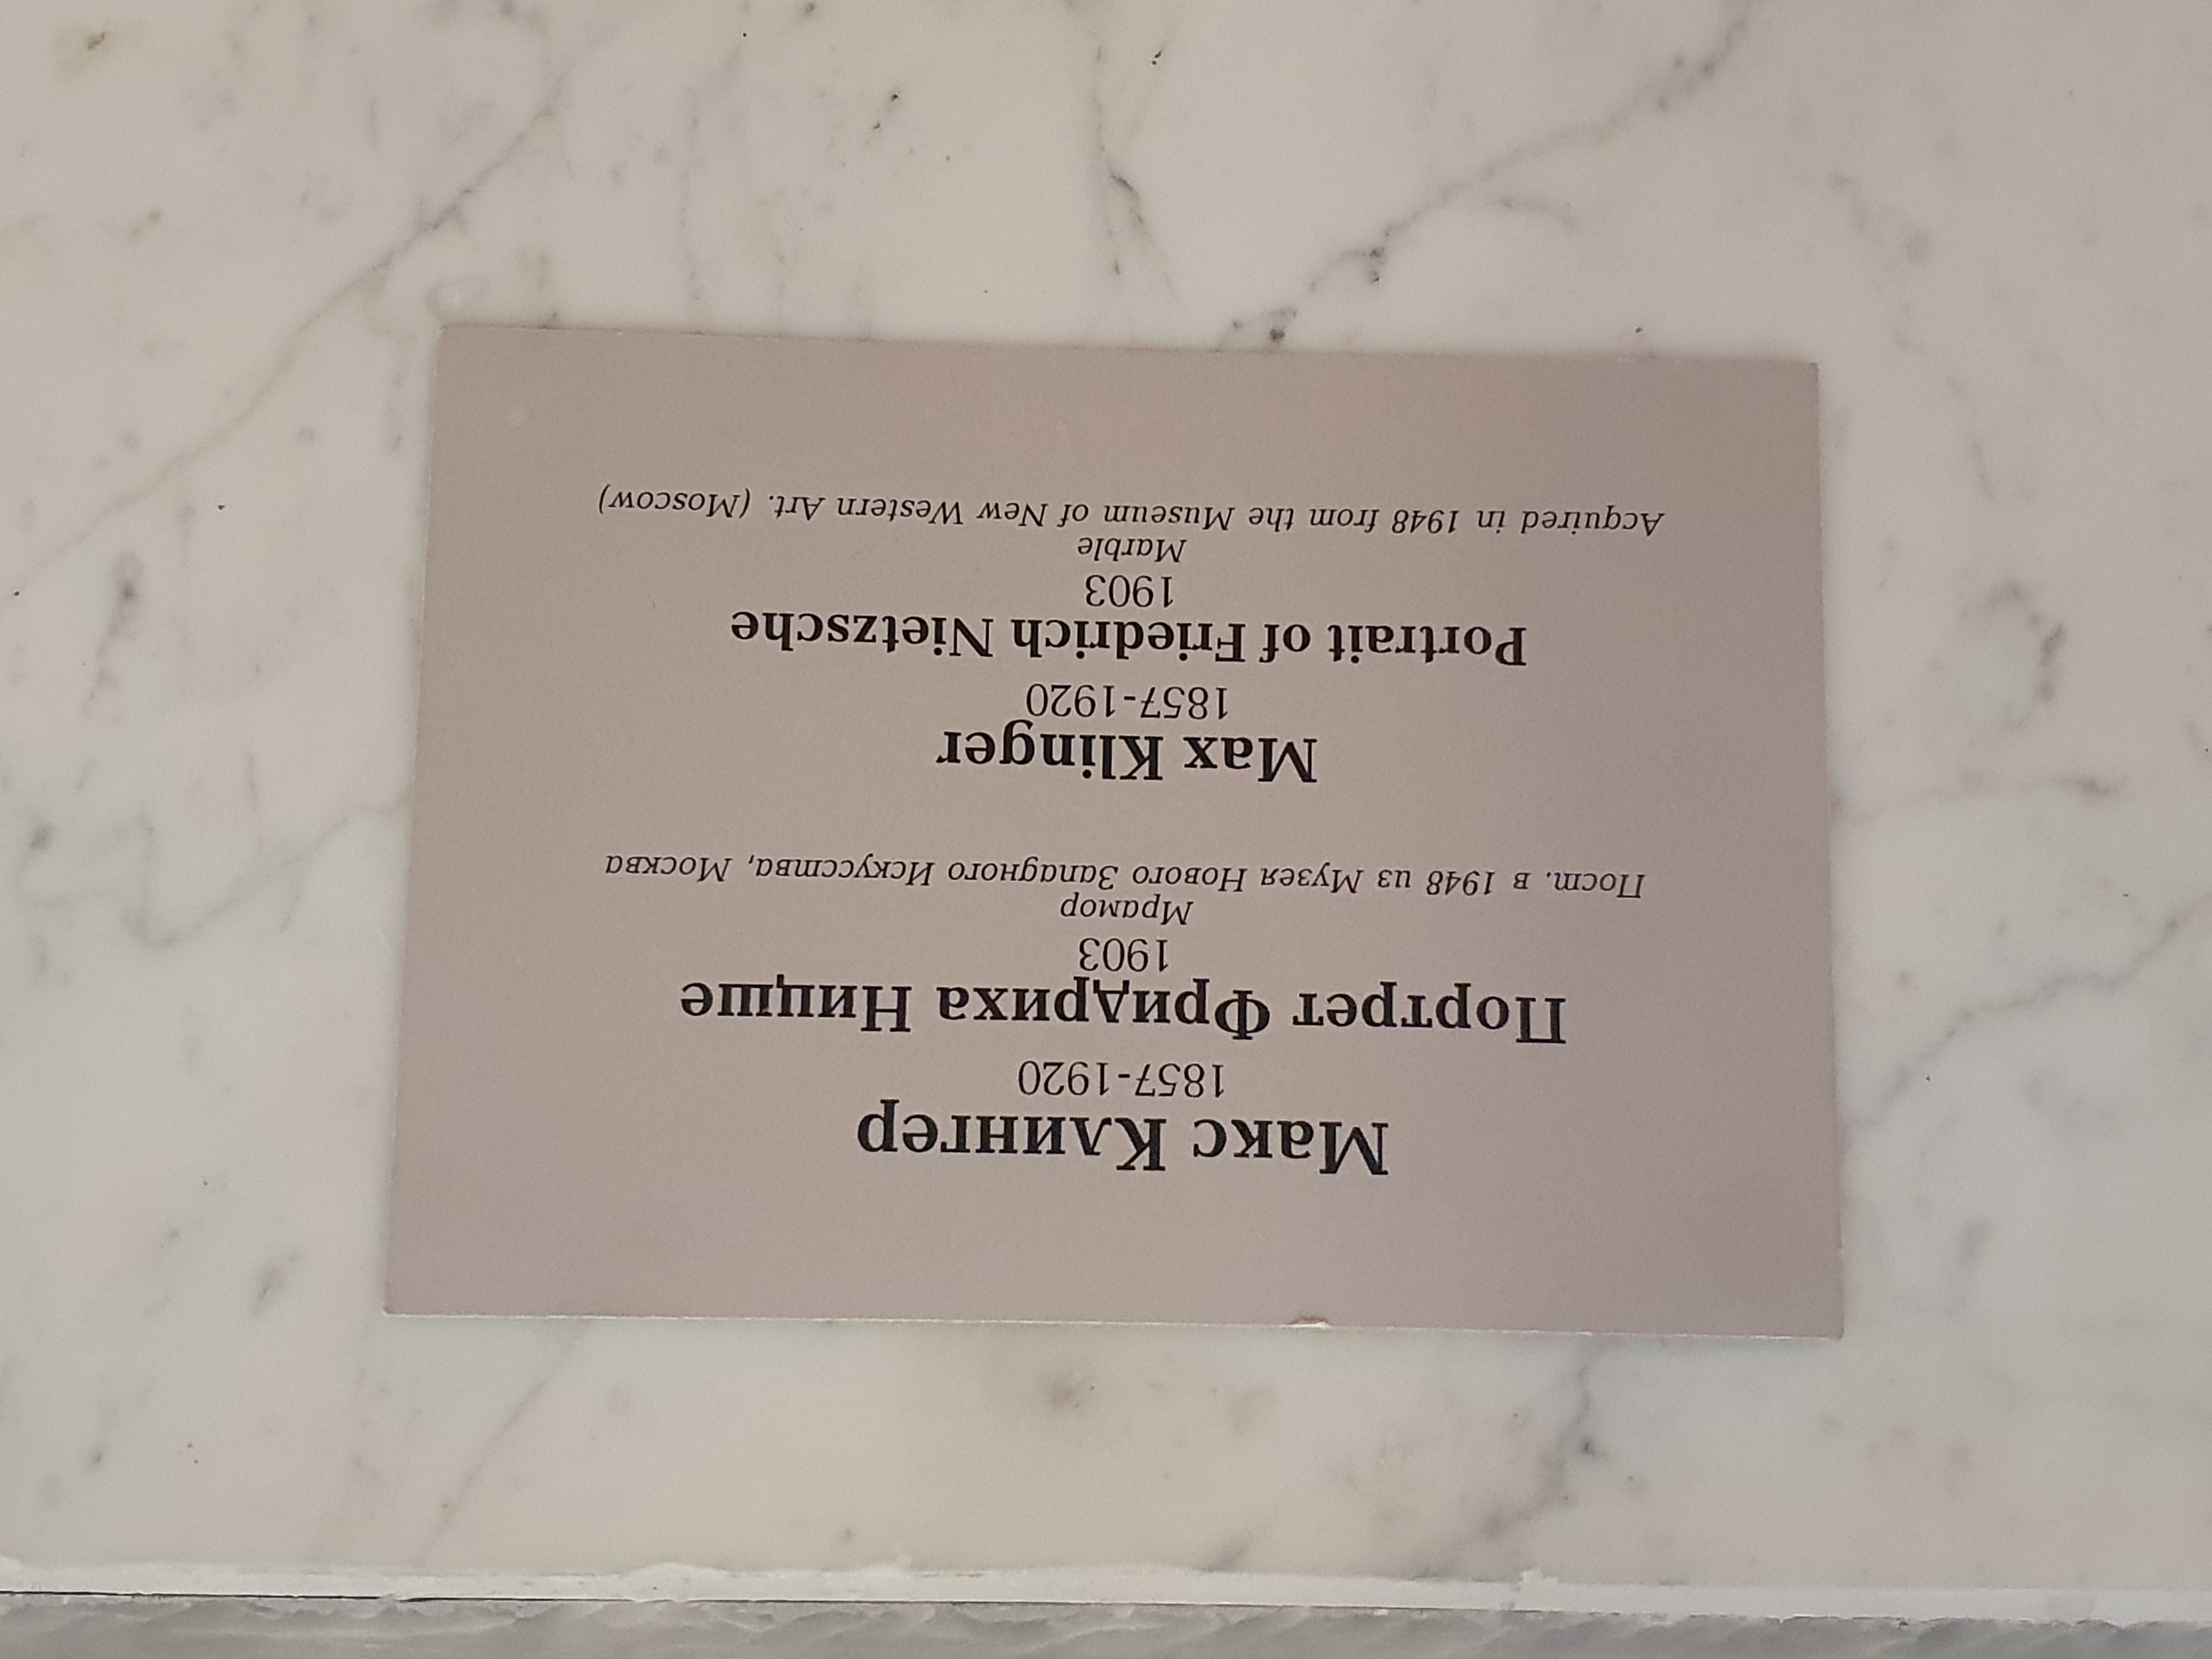 Макс Клингер
1857-1920
Портрет Фридриха Ницше
1903
Мрамор
Пост. в 1948 из Музея Нового Западного Искусства, Москва
Max Klinger
1857-1920
Portrait of Friedrich Nietzsche
1903
Marble
Acquired in 1948 from the Museum of New Western Art. (Moscow)